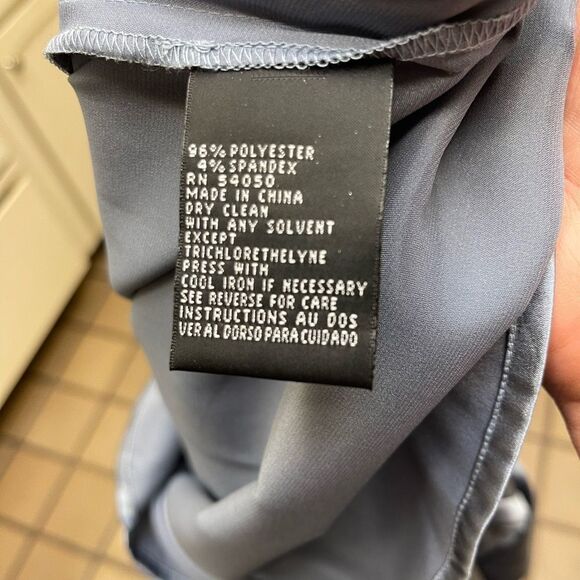 96% POLYESTER
4% SPANDEX
RN 54050
MADE IN CHINA
DRY CLEAN
WITH ANY SOLVENT
EXCEPT
TRICHLORETHELYNE
PRESS WITH
COOL IRON IF NECESSARY
SEE REVERSE FOR CARE
INSTRUCTIONS AU DOS
VER AL DORSO PARA CUIDADO